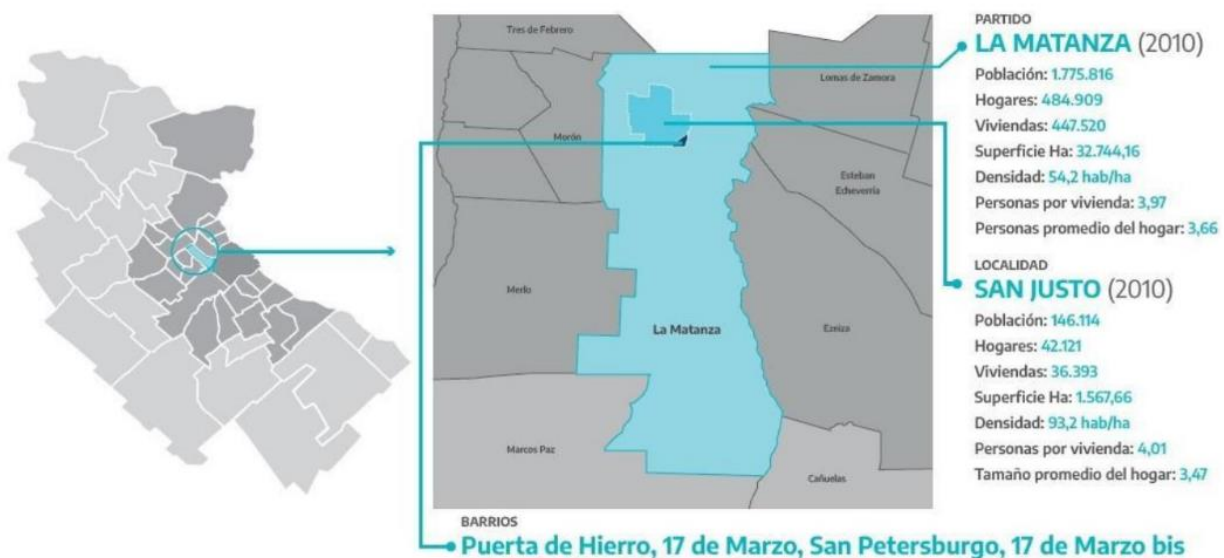 Tres de Febrero
Lomas de Zamora
Morón
Esteban
Echeverría
Merlo
La Matanza
Ezeiza
Marcos Paz
Cañuelas
PARTIDO
LA MATANZA (2010)
Población: 1.775.816
Hogares: 484.909
Viviendas: 447.520
Superficie Ha: 32.744,16
Densidad: 54,2 hab/ha
Personas por vivienda: 3,97
Personas promedio del hogar: 3,66
LOCALIDAD
SAN JUSTO (2010)
Población: 146.114
Hogares: 42.121
Viviendas: 36.393
Superficie Ha: 1.567,66
Densidad: 93,2 hab/ha
Personas por vivienda: 4,01
Tamaño promedio del hogar: 3,47
BARRIOS
Puerta de Hierro, 17 de Marzo, San Petersburgo, 17 de Marzo bis